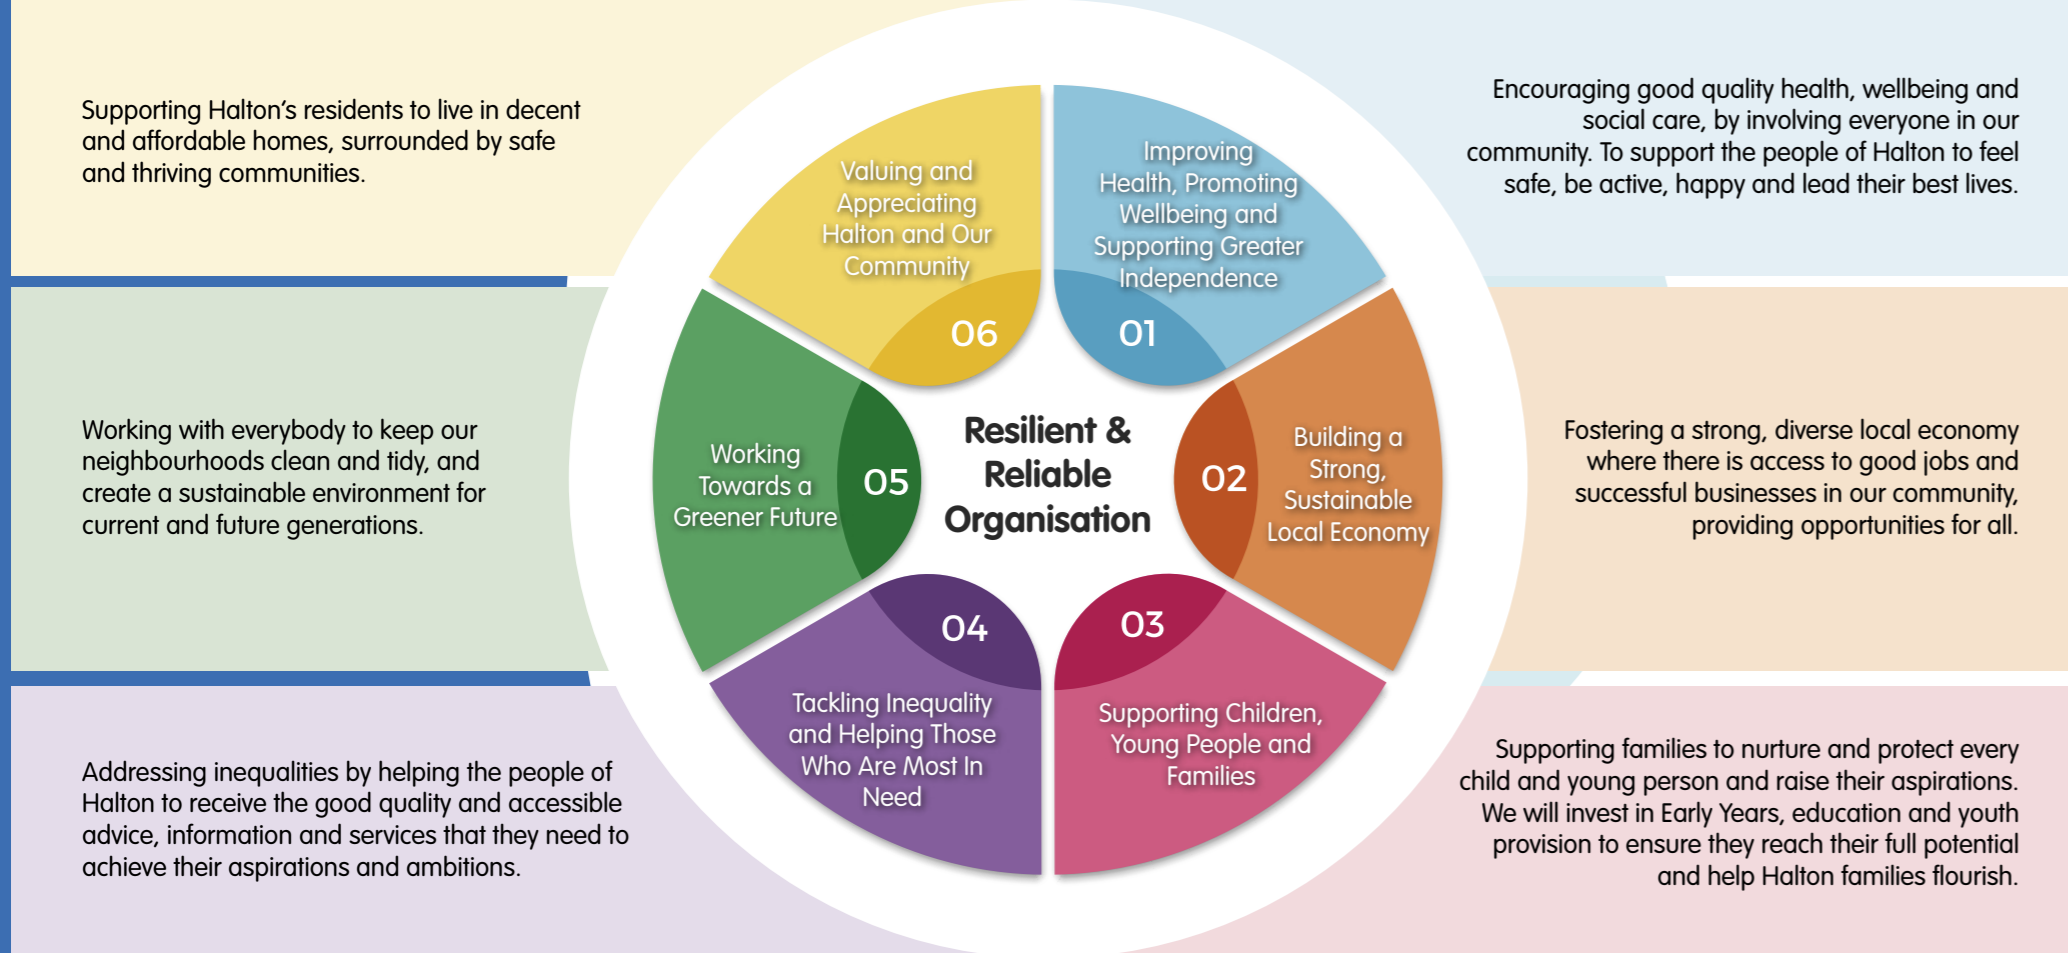 Supporting Halton’s residents to live in decent
and affordable homes, surrounded by safe
and thriving communities.
Working with everybody to keep our
neighbourhoods clean and tidy, and
create a sustainable environment for
current and future generations.
Addressing inequalities by helping the people of
Halton to receive the good quality and accessible
advice, information and services that they need to
achieve their aspirations and ambitions.
Valuing and
Appreciating
Halton and Our
Community
06
Improving
Health, Promoting
Wellbeing and
Supporting Greater
Independence
01
Working
Towards a
Greener Future
05
Resilient &
Reliable
Organisation
02
Building a
Strong,
Sustainable
Local Economy
04
Tackling Inequality
and Helping Those
Who Are Most In
Need
03
Supporting Children,
Young People and
Families
Encouraging good quality health, wellbeing and
social care, by involving everyone in our
community. To support the people of Halton to feel
safe, be active, happy and lead their best lives.
Fostering a strong, diverse local economy
where there is access to good jobs and
successful businesses in our community,
providing opportunities for all.
Supporting families to nurture and protect every
child and young person and raise their aspirations.
We will invest in Early Years, education and youth
provision to ensure they reach their full potential
and help Halton families flourish.